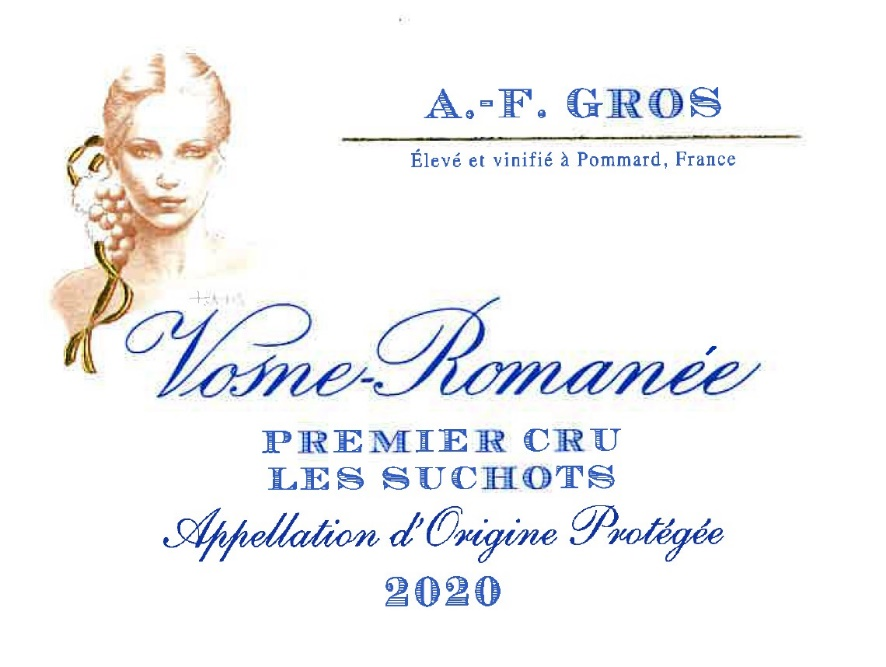 A.-F. GROS
Élevé et vinifié à Pommard, France
Vosne-Romanée
PREMIER CRU
LES SUCHOTS
Appellation d'Origine Protégée
2020